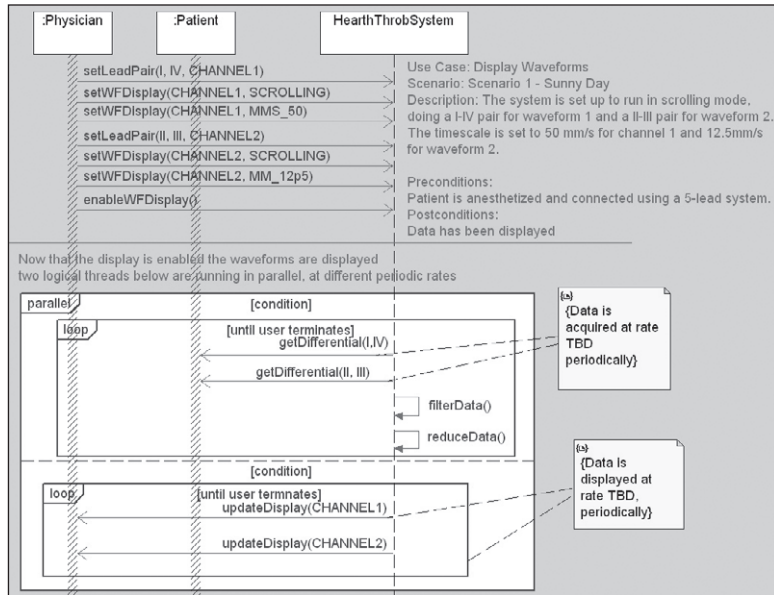 :Physician
:Patient
HearthThrobSystem
setLeadPair(I, IV, CHANNEL1)
setWFDisplay(CHANNEL1, SCROLLING)
setWFDisplay(CHANNEL1, MMS_50)
setLeadPair(II, III, CHANNEL2)
setWFDisplay(CHANNEL2, SCROLLING)
setWFDisplay(CHANNEL2, MM_12p5)
enableWFDisplay()
Use Case: Display Waveforms
Scenario: Scenario 1 - Sunny Day
Description: The system is set up to run in scrolling mode,
doing a I-IV pair for waveform 1 and a II-III pair for waveform 2.
The timescale is set to 50 mm/s for channel 1 and 12.5mm/s
for waveform 2.
Preconditions:
Patient is anesthetized and connected using a 5-lead system.
Postconditions:
Data has been displayed
Now that the display is enabled the waveforms are displayed
two logical threads below are running in parallel, at different periodic rates
parallel
[condition]
loop
[until user terminates]
getDifferential(I,IV)
getDifferential(II, III)
filterData()
reduceData()
{Data is
acquired at rate
TBD
periodically}
[condition]
loop
[until user termnates]
updateDisplay(CHANNEL1)
updateDisplay(CHANNEL2)
{Data is
displayed at
rate TBD,
periodically}